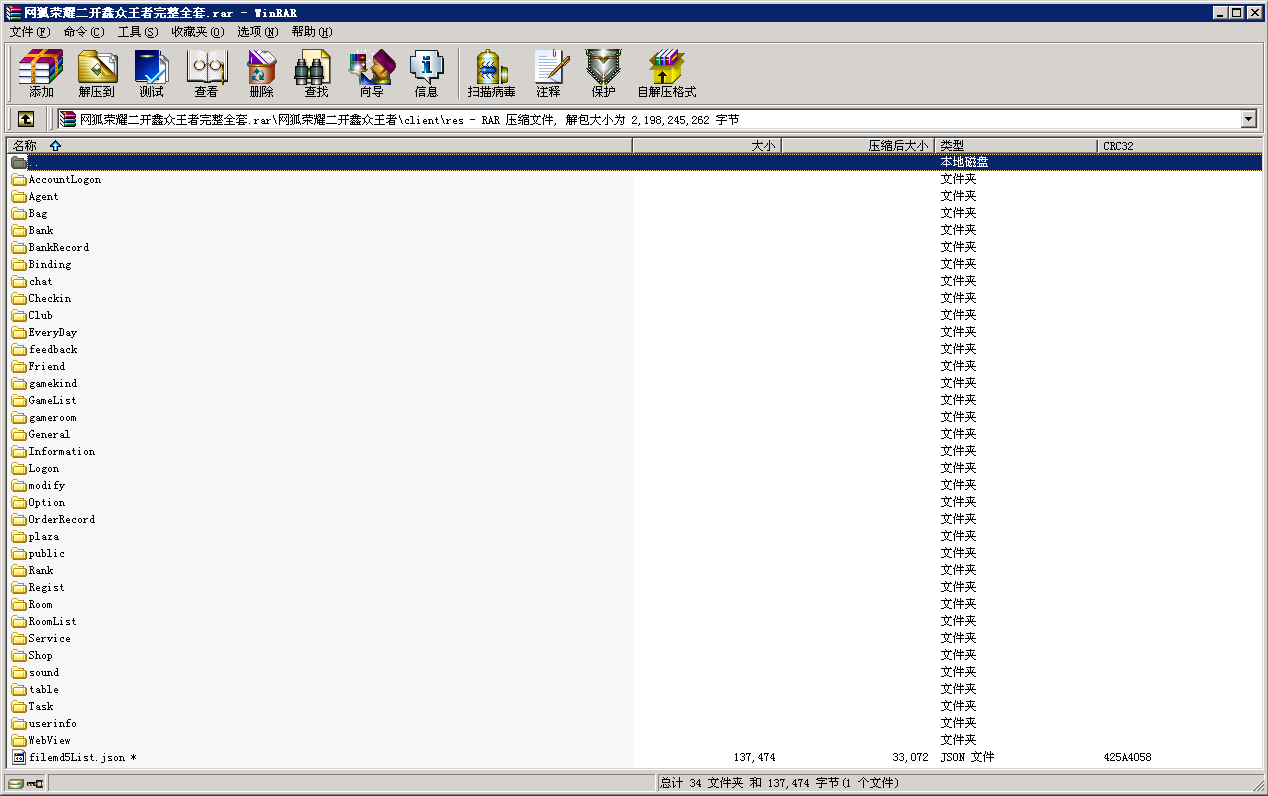 网狐荣耀二开鑫众王者完整全套.rar - WinRAR
文件(F) 命令(C) 工具(S) 收藏夹(O) 选项(N) 帮助(H)
添加 解压到 测试 查看 删除 查找 向导 信息 扫描病毒 注释 保护 自解压格式
网狐荣耀二开鑫众王者完整全套.rar\网狐荣耀二开鑫众王者\client\res - RAR 压缩文件, 解包大小为 2,198,245,262 字节
名称 大小 压缩后大小 类型 CRC32
.. 本地磁盘
AccountLogon 文件夹
Agent 文件夹
Bag 文件夹
Bank 文件夹
BankRecord 文件夹
Binding 文件夹
chat 文件夹
Checkin 文件夹
Club 文件夹
EveryDay 文件夹
feedback 文件夹
Friend 文件夹
gamekind 文件夹
GameList 文件夹
gameroom 文件夹
General 文件夹
Information 文件夹
Logon 文件夹
modify 文件夹
Option 文件夹
OrderRecord 文件夹
plaza 文件夹
public 文件夹
Rank 文件夹
Regist 文件夹
Room 文件夹
RoomList 文件夹
Service 文件夹
Shop 文件夹
sound 文件夹
table 文件夹
Task 文件夹
userinfo 文件夹
WebView 文件夹
filemd5List.json * 137,474 33,072 JSON 文件 425A4058
总计 34 文件夹 和 137,474 字节(1 个文件)